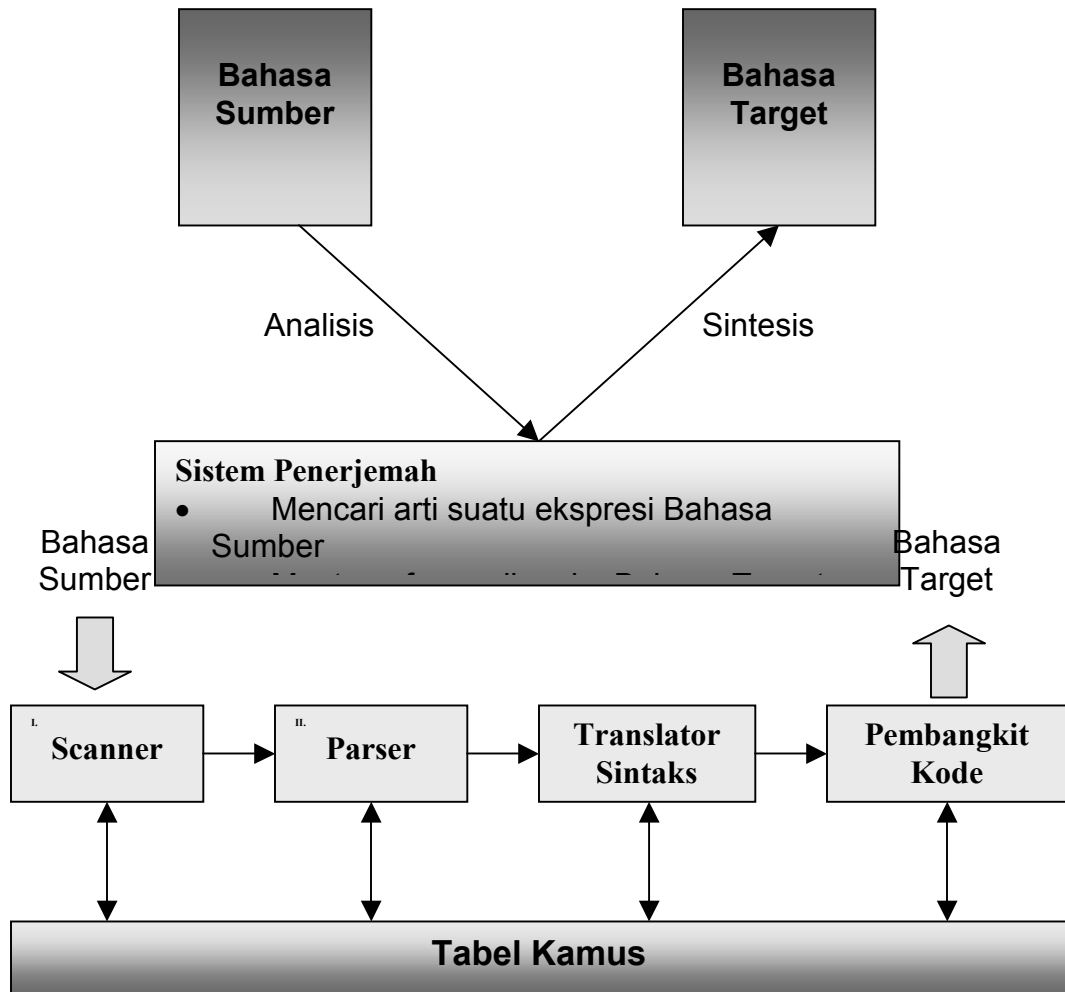 Bahasa
Sumber
Bahasa
Target
Analisis
Sintesis
Sistem Penerjemah
• Mencari arti suatu ekspresi Bahasa
Sumber
Bahasa
Sumber
Bahasa
Target
I.
Scanner
II.
Parser
Translator
Sintaks
Pembangkit
Kode
Tabel Kamus